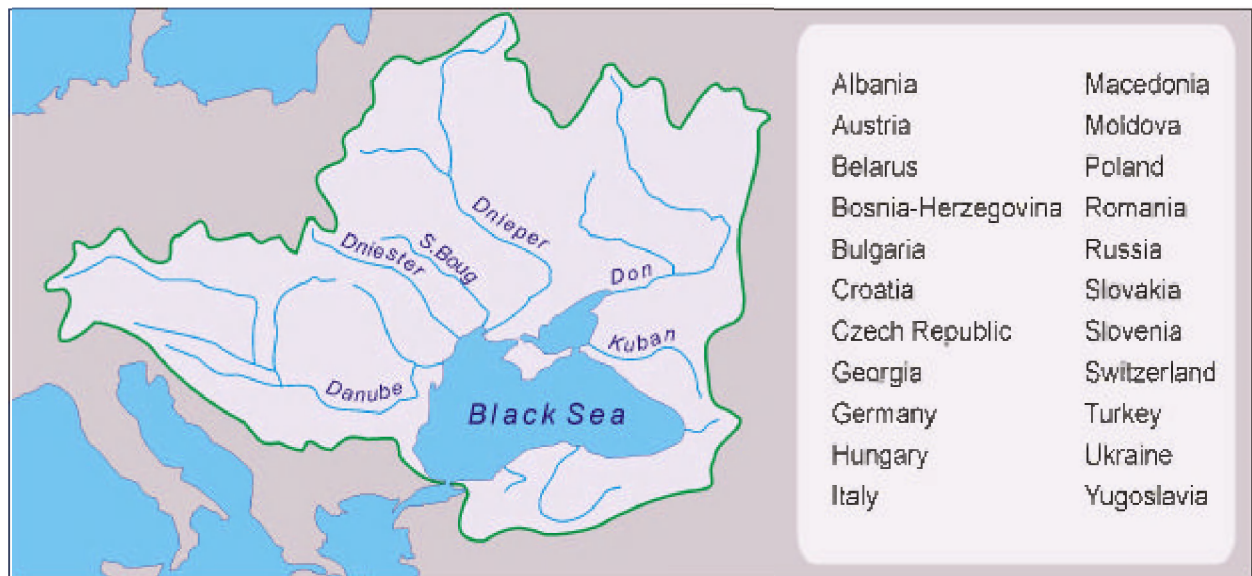 Dnieper
S.Boug
Dniester
Don
Kuban
Danube
Black Sea
Albania
Austria
Belarus
Bosnia-Herzegovina
Bulgaria
Croatia
Czech Republic
Georgia
Germany
Hungary
Italy
Macedonia
Moldova
Poland
Romania
Russia
Slovakia
Slovenia
Switzerland
Turkey
Ukraine
Yugoslavia